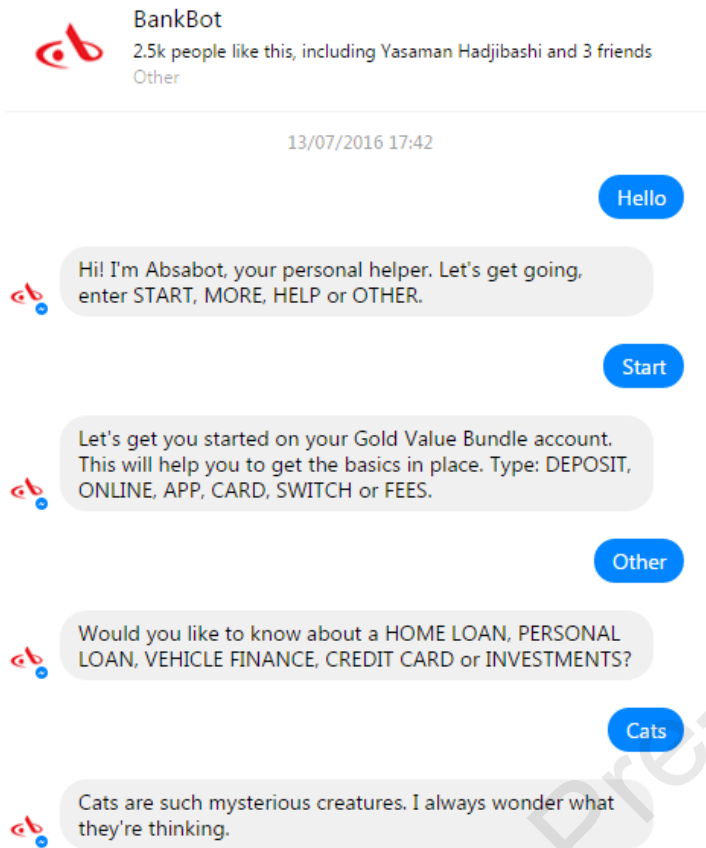 BankBot
2.5k people like this, including Yasaman Hadjibashi and 3 friends
Other
13/07/2016 17:42
Hello
Hi! I'm Absabot, your personal helper. Let's get going,
enter START, MORE, HELP or OTHER.
Start
Let's get you started on your Gold Value Bundle account.
This will help you to get the basics in place. Type: DEPOSIT,
ONLINE, APP, CARD, SWITCH or FEES.
Other
Would you like to know about a HOME LOAN, PERSONAL
LOAN, VEHICLE FINANCE, CREDIT CARD or INVESTMENTS?
Cats
Cats are such mysterious creatures. I always wonder what
they're thinking.